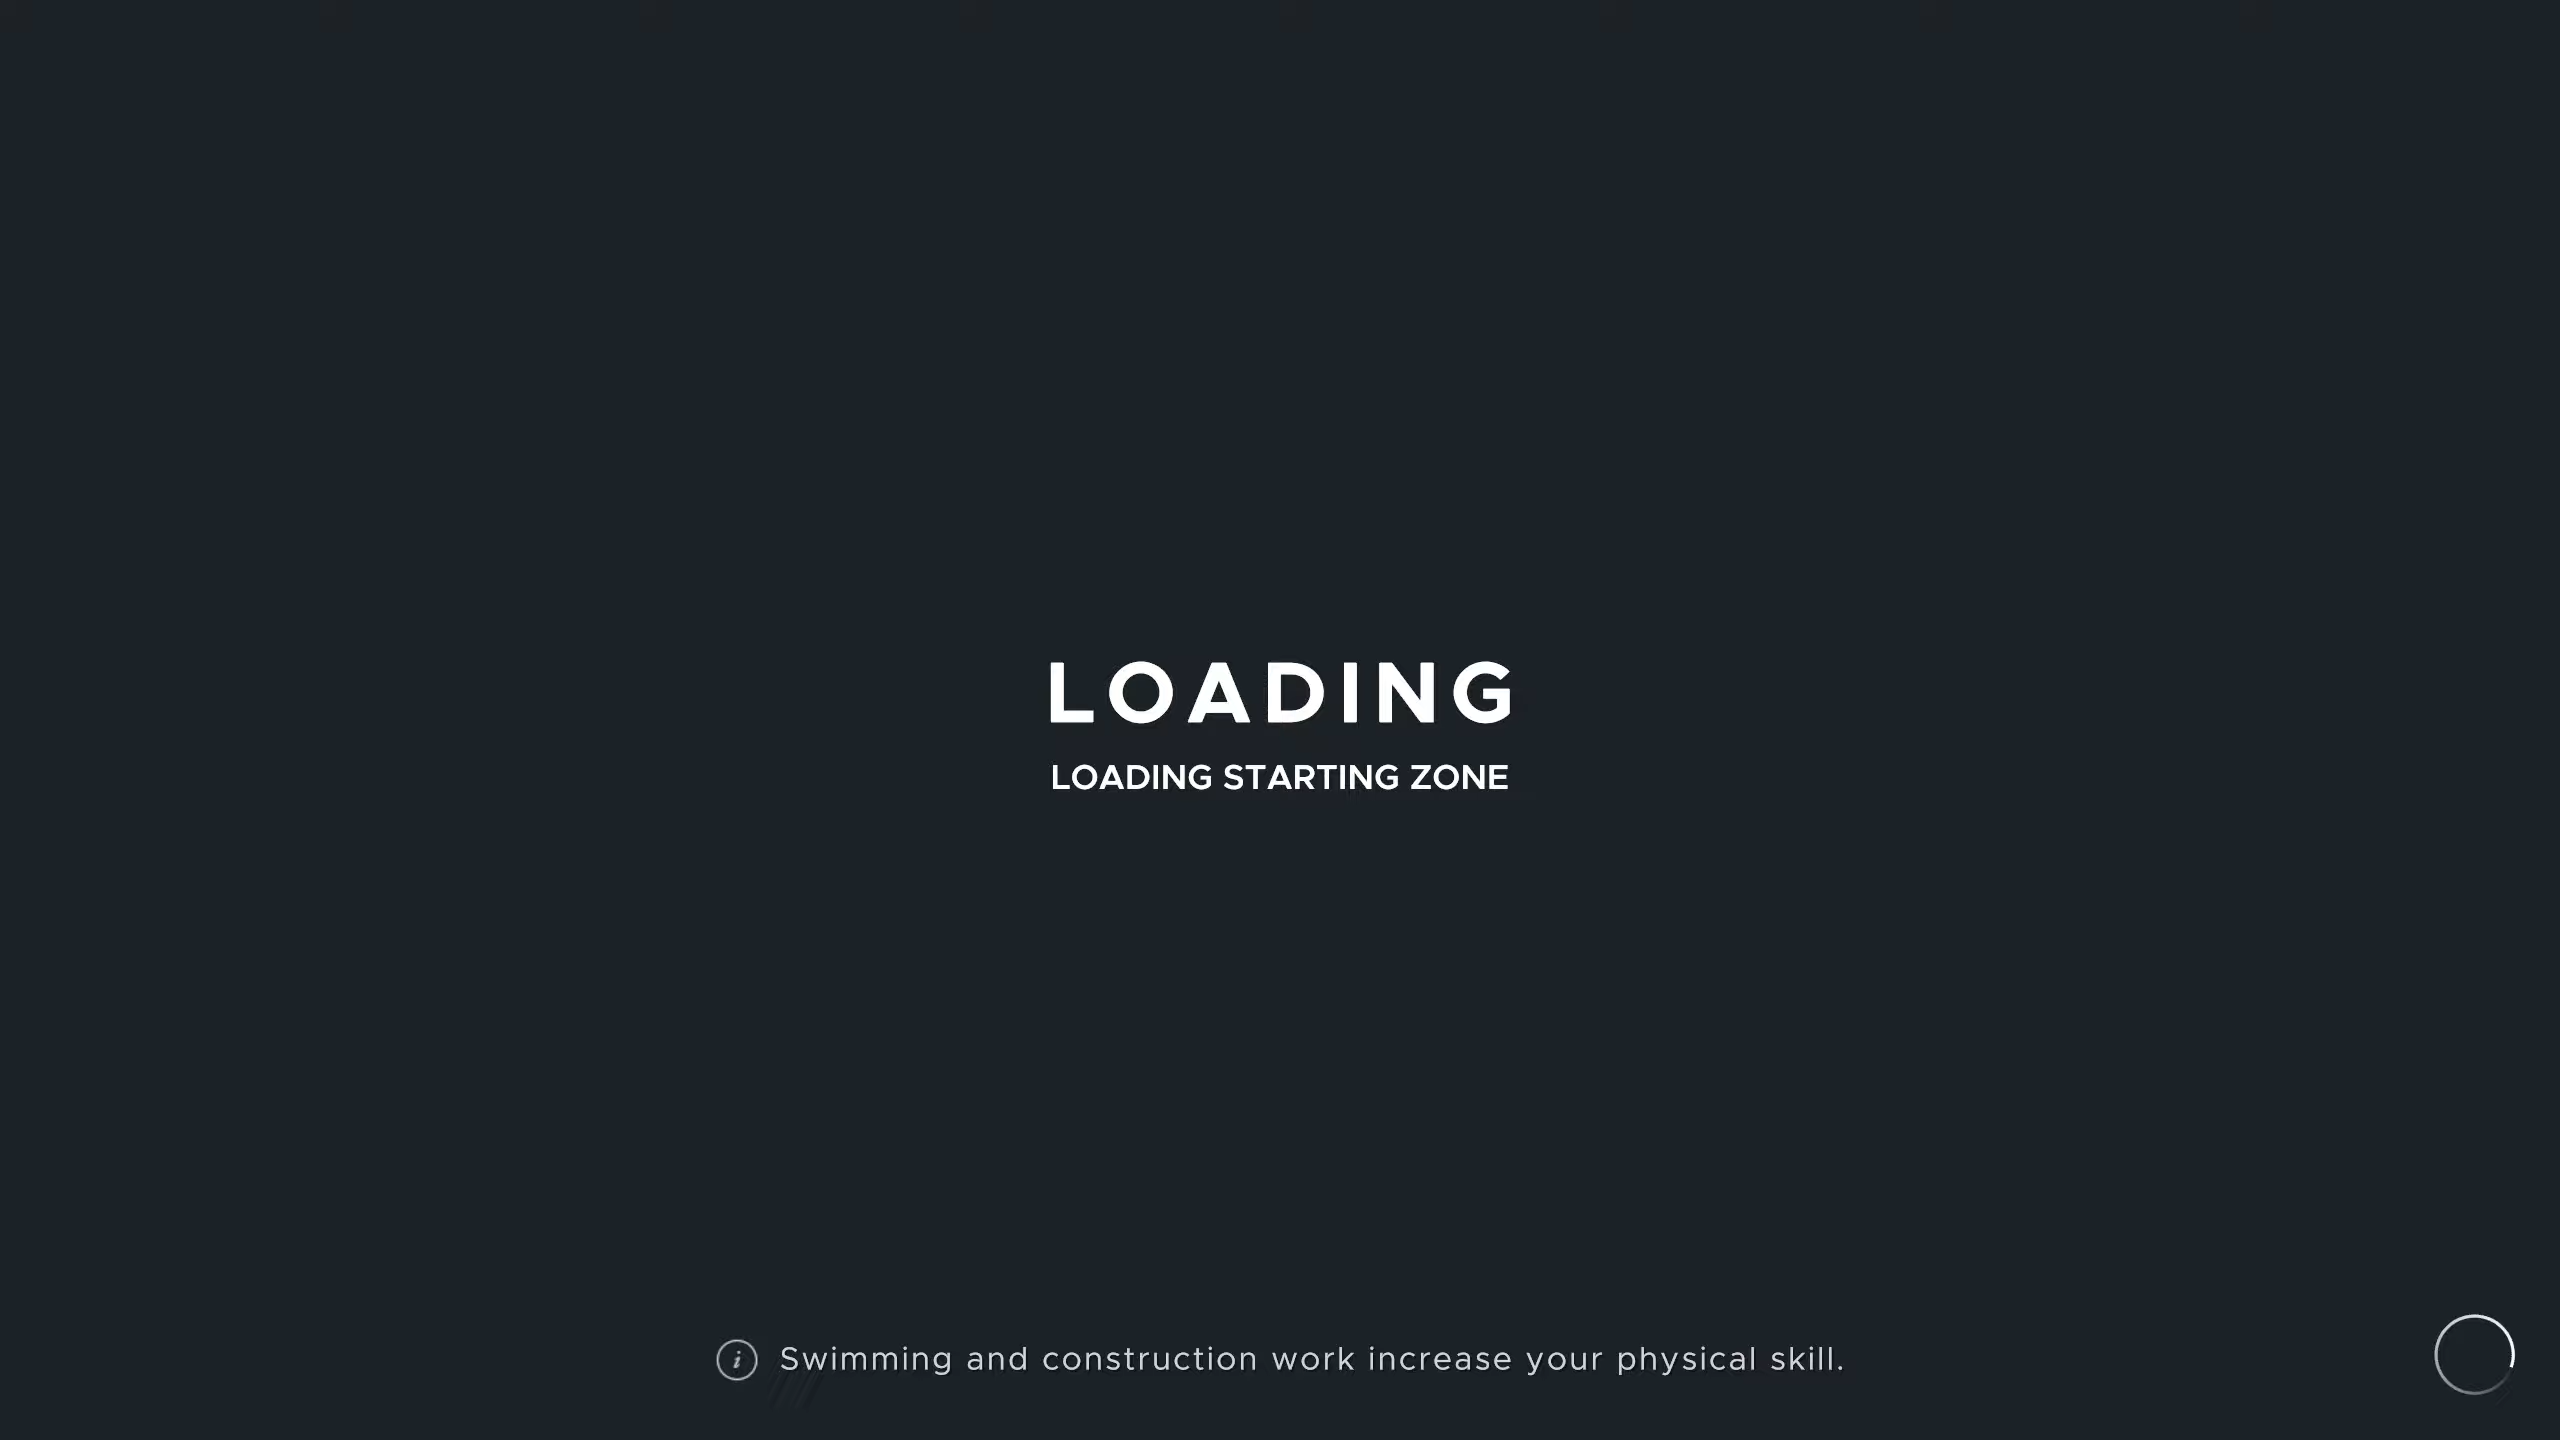 LOADING
LOADING STARTING ZONE
i Swimming and construction work increase your physical skill.